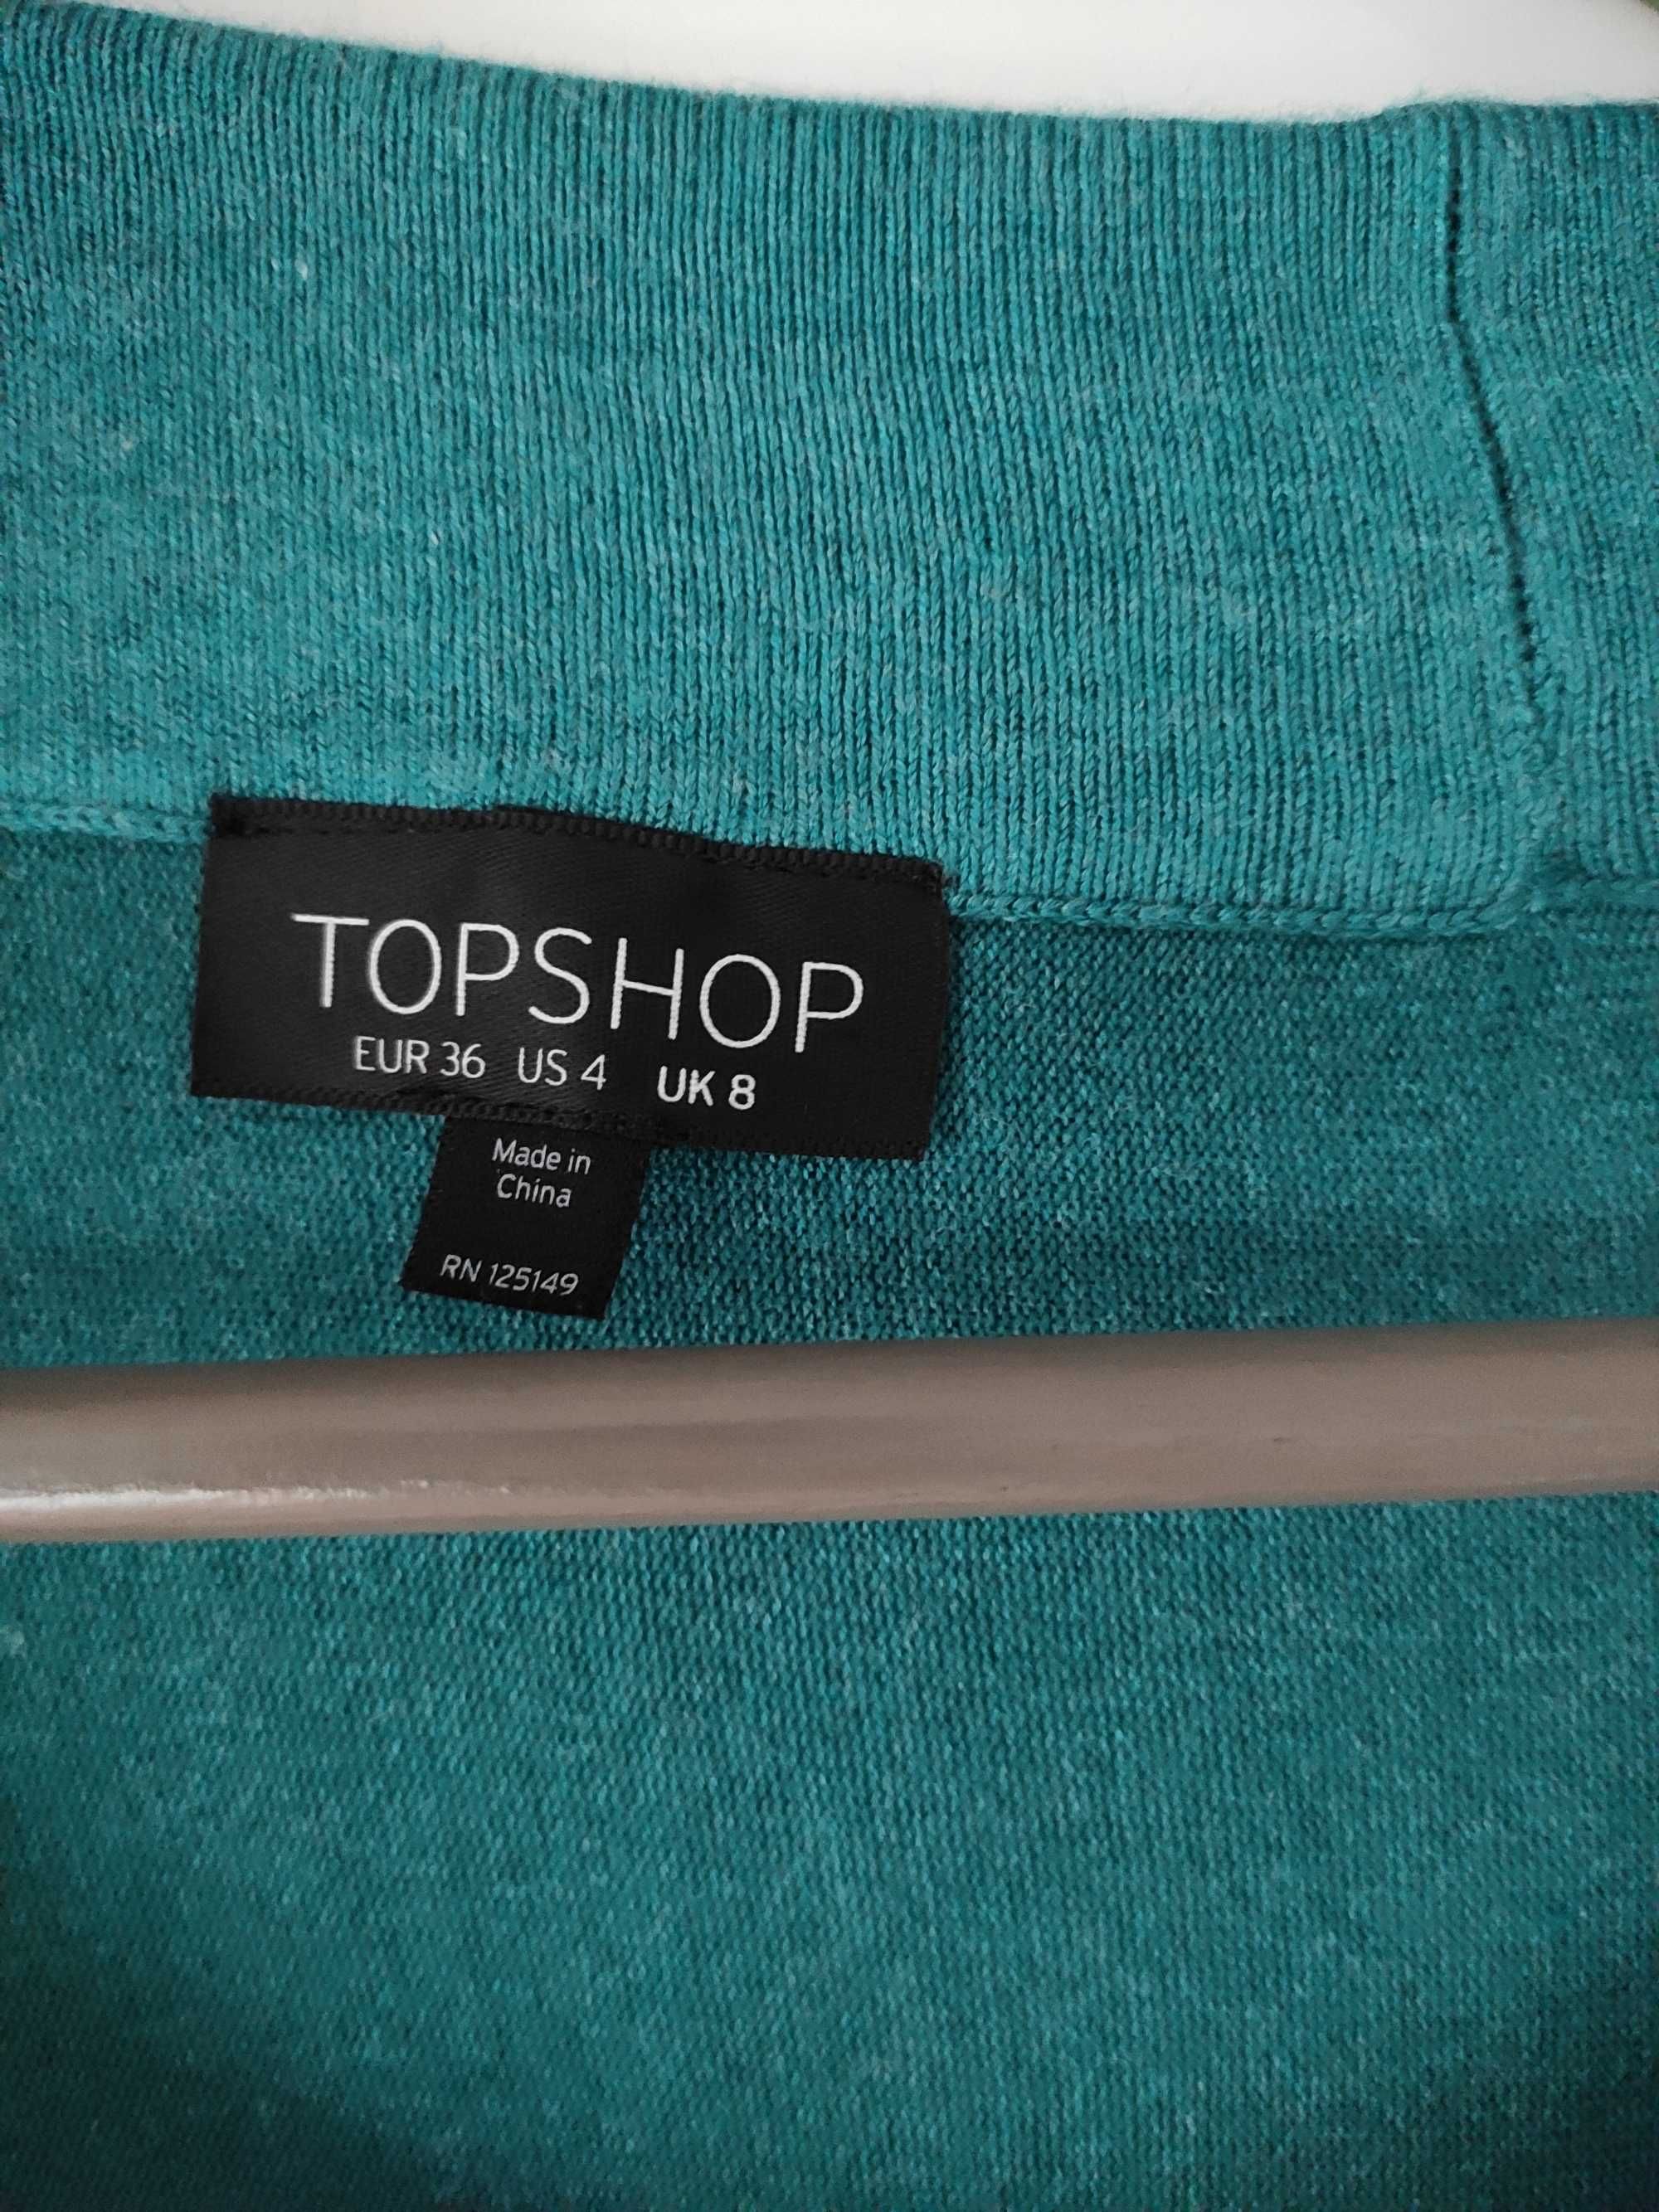 TOPSHOP
EUR 36 US 4 UK 8
Made in
China
RN 125149